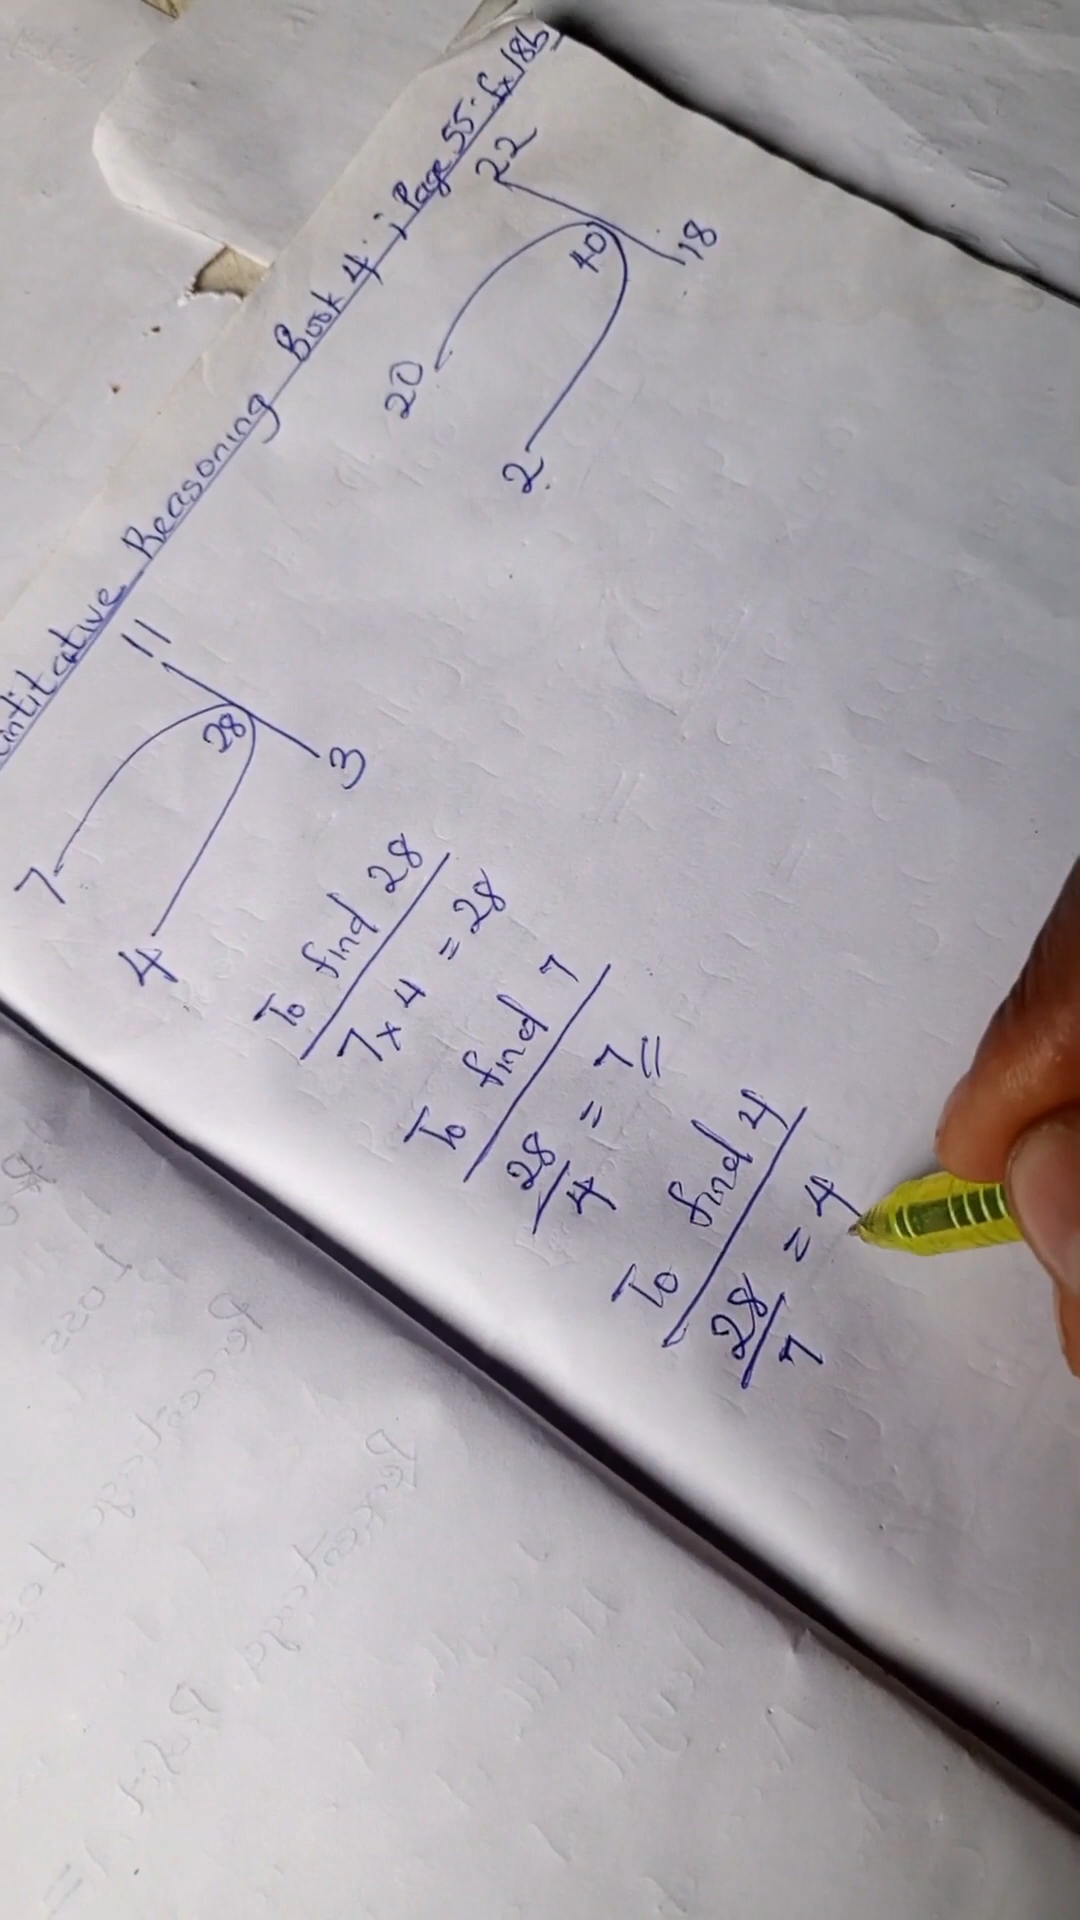 Reasoning Book 4; Page 55. Ex 18b
11
28
3
7
4
22
40
18
20
2
To find 28
7 x 4 = 28
To find 7
28/4 = 7
To find 4
28/7 = 4